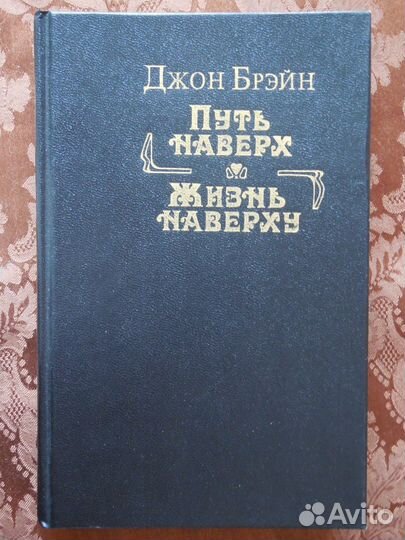 Джон Брэйн
Путь
наверх
Жизнь
наверху
Avito